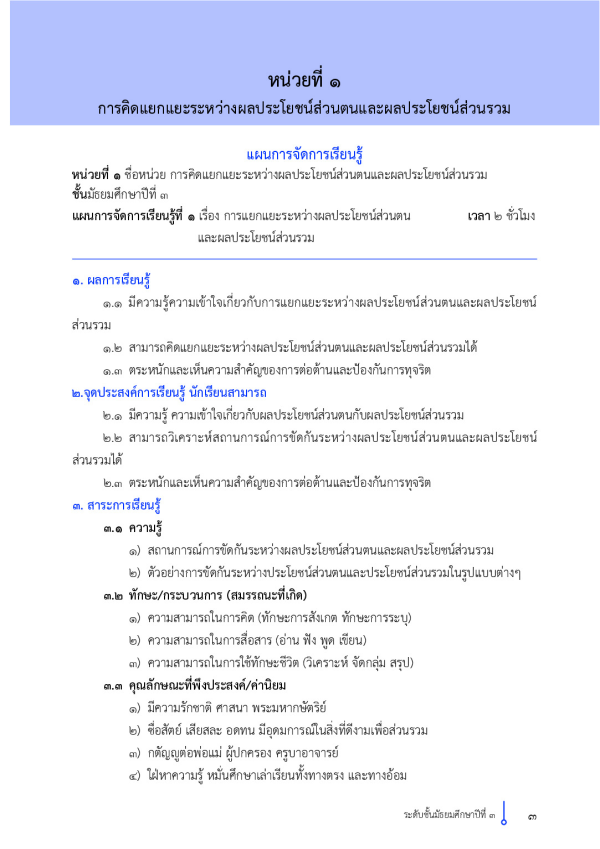 หน่วยที่ ๑
การคิดแยกแยะระหว่างผลประโยชน์ส่วนตนและผลประโยชน์ส่วนรวม
แผนการจัดการเรียนรู้
หน่วยที่ ๑ ชื่อหน่วย การคิดแยกแยะระหว่างผลประโยชน์ส่วนตนและผลประโยชน์ส่วนรวม
ชั้นมัธยมศึกษาปีที่ ๓
แผนการจัดการเรียนรู้ที่ ๑ เรื่อง การแยกแยะระหว่างผลประโยชน์ส่วนตน เวลา ๒ ชั่วโมง
และผลประโยชน์ส่วนรวม
๑. ผลการเรียนรู้
๑.๑ มีความรู้ความเข้าใจเกี่ยวกับการแยกแยะระหว่างผลประโยชน์ส่วนตนและผลประโยชน์
ส่วนรวม
๑.๒ สามารถคิดแยกแยะระหว่างผลประโยชน์ส่วนตนและผลประโยชน์ส่วนรวมได้
๑.๓ ตระหนักและเห็นความสำคัญของการต่อต้านและป้องกันการทุจริต
๒.จุดประสงค์การเรียนรู้ นักเรียนสามารถ
๒.๑ มีความรู้ ความเข้าใจเกี่ยวกับผลประโยชน์ส่วนตนกับผลประโยชน์ส่วนรวม
๒.๒ สามารถวิเคราะห์สถานการณ์การขัดกันระหว่างผลประโยชน์ส่วนตนและผลประโยชน์
ส่วนรวมได้
๒.๓ ตระหนักและเห็นความสำคัญของการต่อต้านและป้องกันการทุจริต
๓. สาระการเรียนรู้
๓.๑ ความรู้
๑) สถานการณ์การขัดกันระหว่างผลประโยชน์ส่วนตนและผลประโยชน์ส่วนรวม
๒) ตัวอย่างการขัดกันระหว่างประโยชน์ส่วนตนและประโยชน์ส่วนรวมในรูปแบบต่างๆ
๓.๒ ทักษะ/กระบวนการ (สมรรถนะที่เกิด)
๑) ความสามารถในการคิด (ทักษะการสังเกต ทักษะการระบุ)
๒) ความสามารถในการสื่อสาร (อ่าน ฟัง พูด เขียน)
๓) ความสามารถในการใช้ทักษะชีวิต (วิเคราะห์ จัดกลุ่ม สรุป)
๓.๓ คุณลักษณะที่พึงประสงค์/ค่านิยม
๑) มีความรักชาติ ศาสนา พระมหากษัตริย์
๒) ซื่อสัตย์ เสียสละ อดทน มีอุดมการณ์ในสิ่งที่ดีงามเพื่อส่วนรวม
๓) กตัญญูต่อพ่อแม่ ผู้ปกครอง ครูบาอาจารย์
๔) ใฝ่หาความรู้ หมั่นศึกษาเล่าเรียนทั้งทางตรง และทางอ้อม
ระดับชั้นมัธยมศึกษาปีที่ ๓ ๓